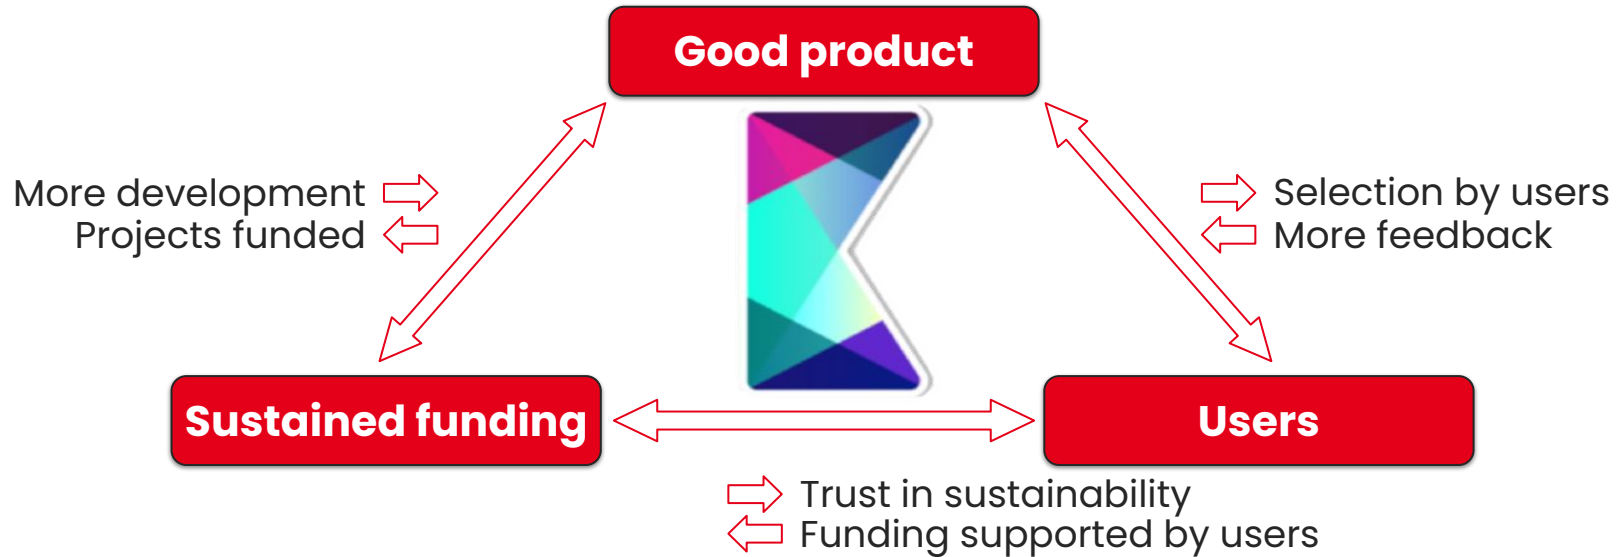 Good product
More development
Projects funded
Selection by users
More feedback
Sustained funding
Users
Trust in sustainability
Funding supported by users